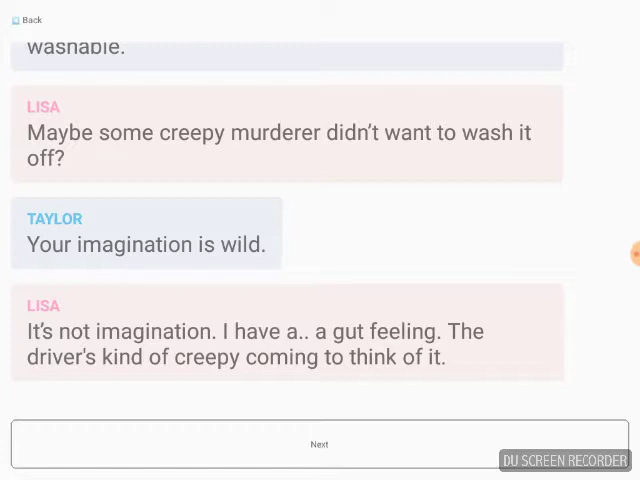 Back
washable.
LISA
Maybe some creepy murderer didn’t want to wash it
off?
TAYLOR
Your imagination is wild.
LISA
It’s not imagination. I have a.. a gut feeling. The
driver's kind of creepy coming to think of it.
Next
DU SCREEN RECORDER